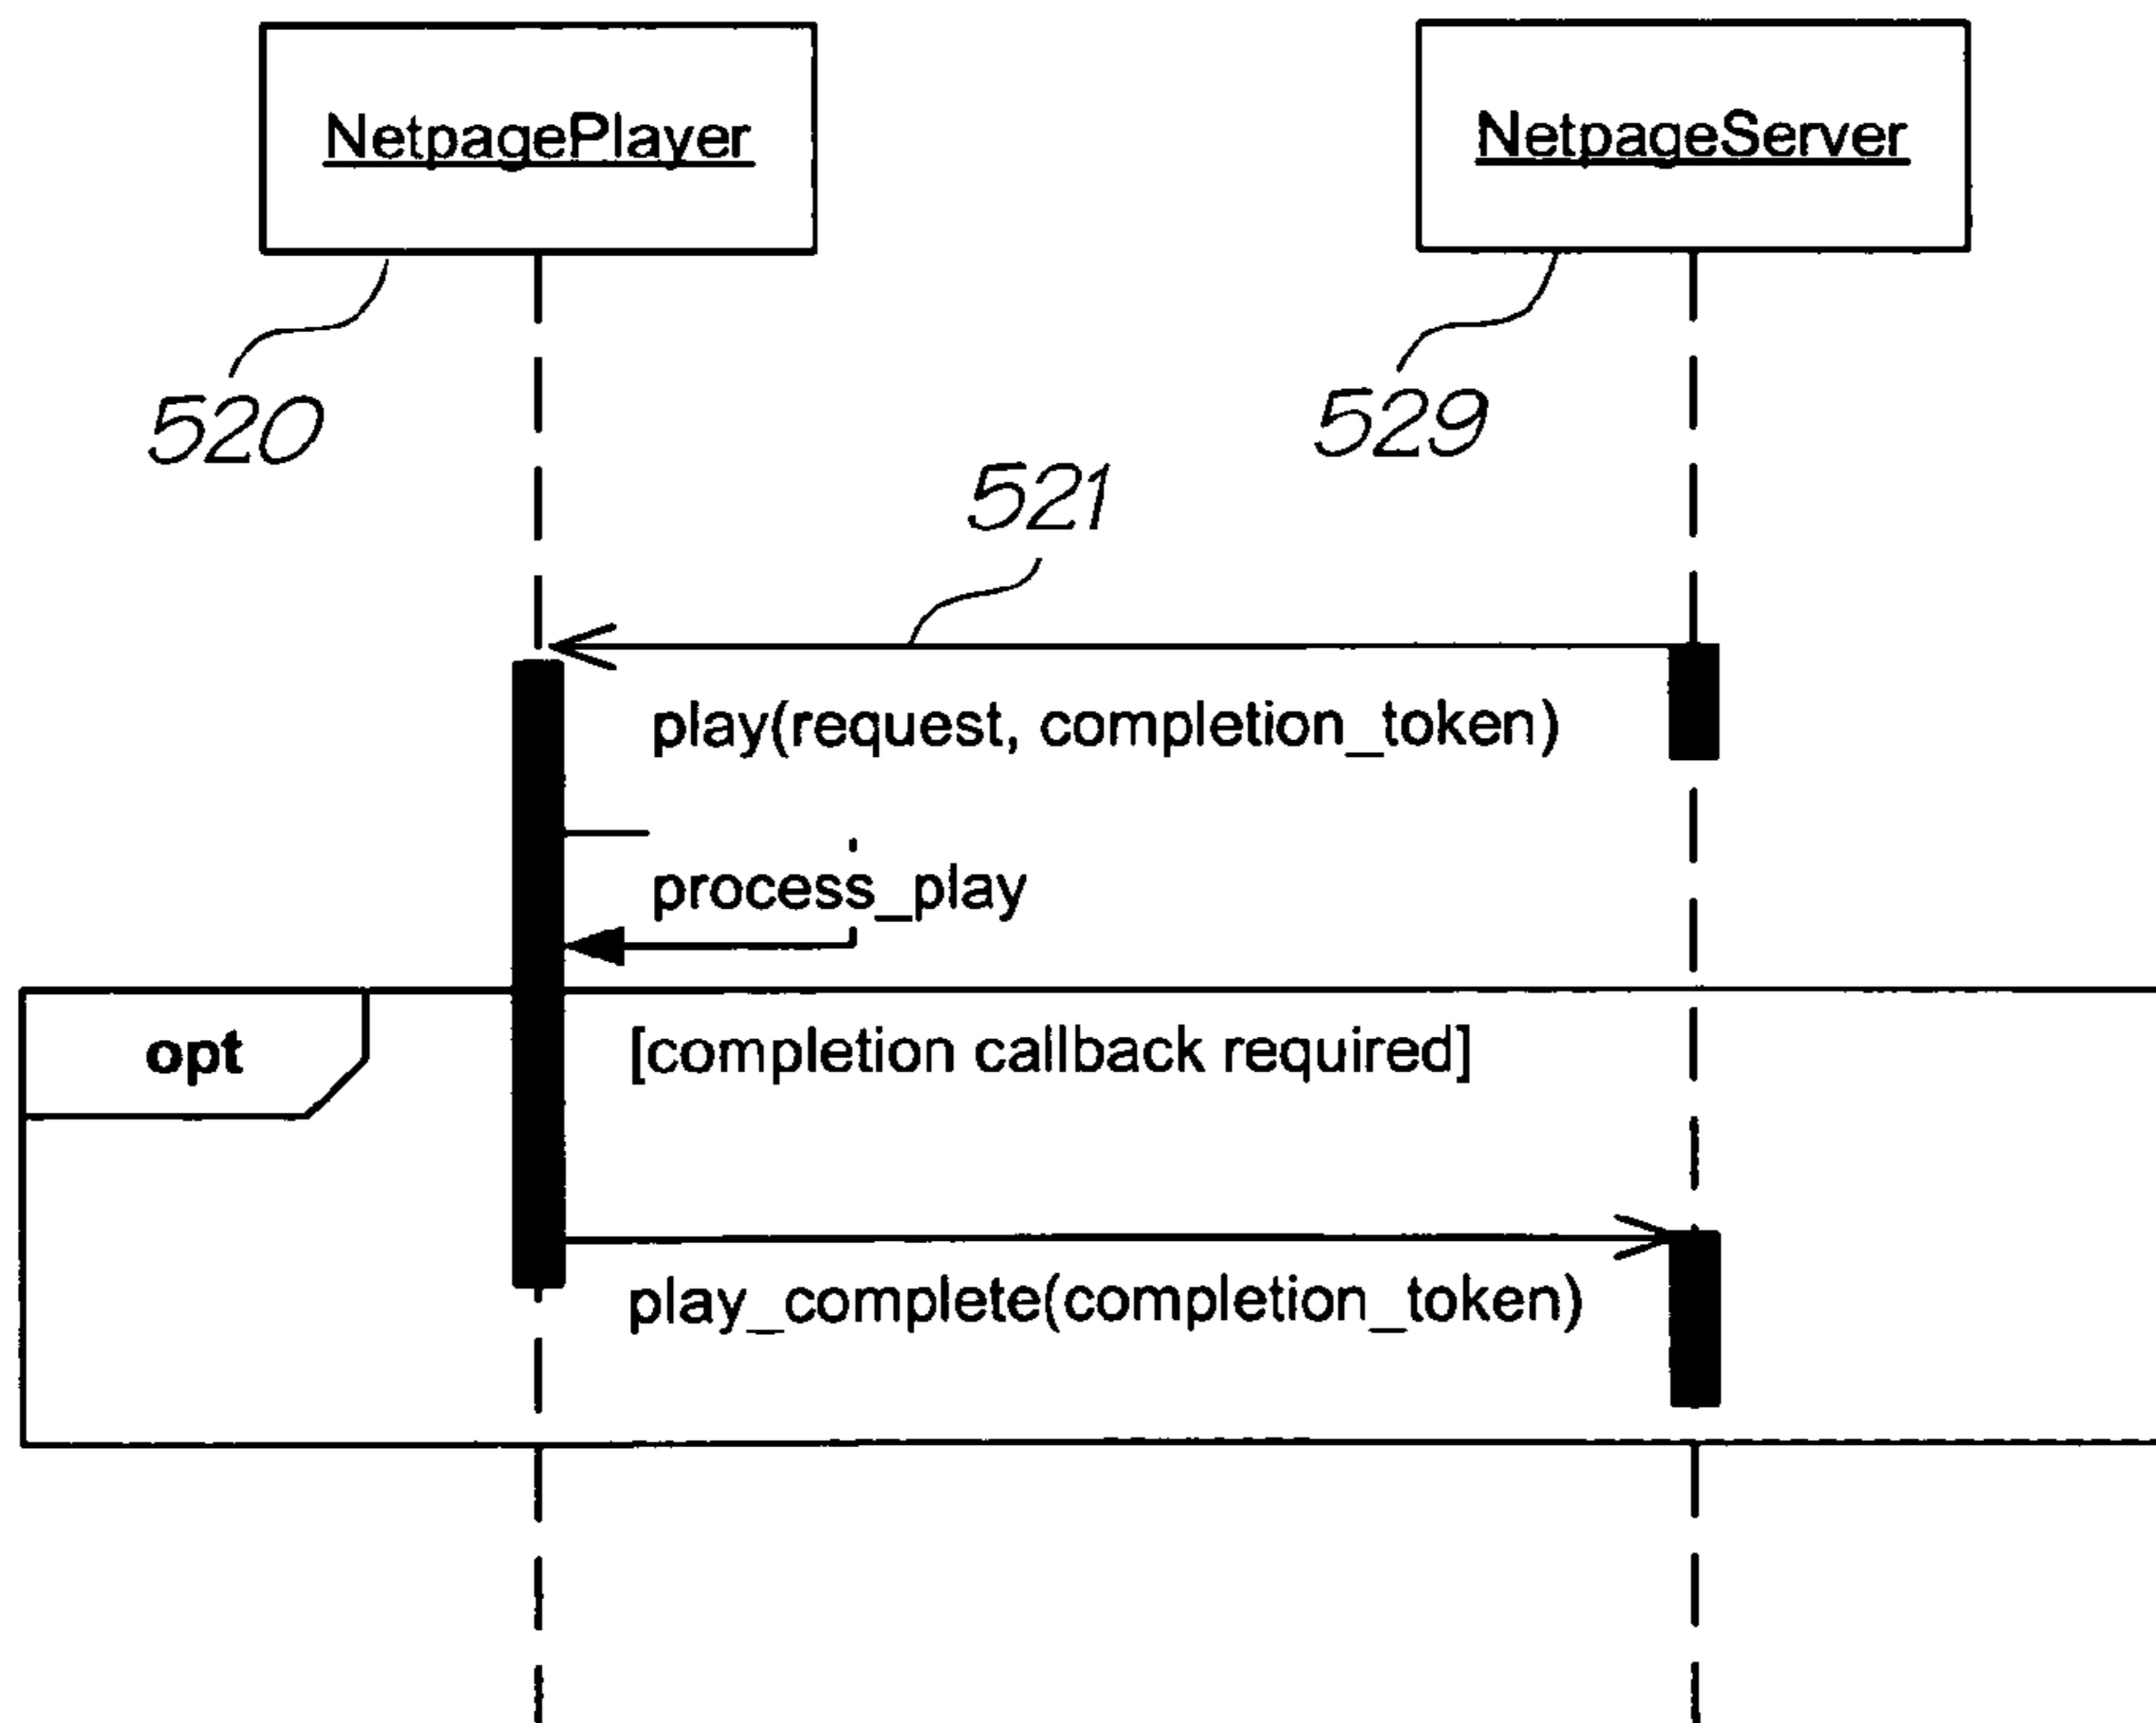 NetpagePlayer
NetpageServer
520
529
521
play(request, completion_token)
process_play
opt
[completion callback required]
play_complete(completion_token)